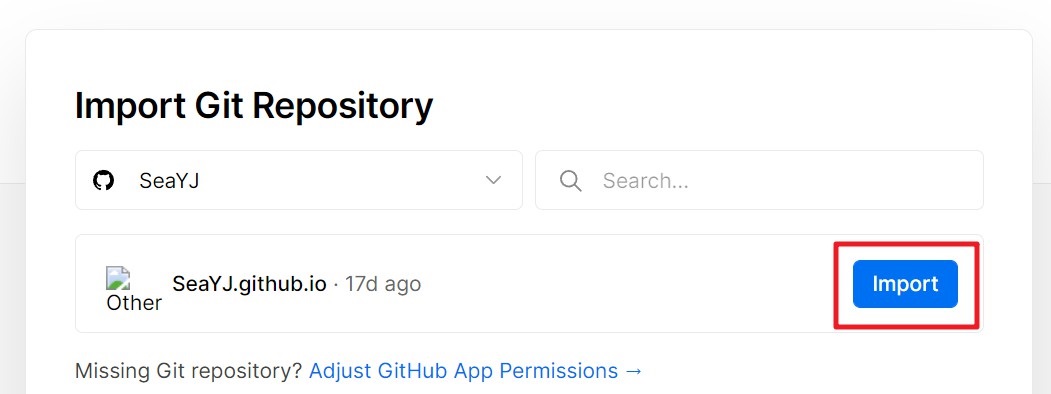 Import Git Repository
SeaYJ
Search...
Other
SeaYJ.github.io · 17d ago
Import
Missing Git repository? Adjust GitHub App Permissions →